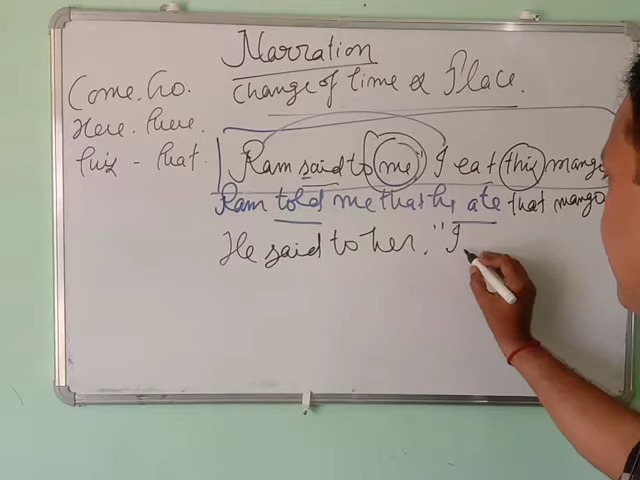 Narration
Change of Time & Place.
Come. Go.
Here. There.
This - That.
Ram said to me "I eat this mango
Ram told me that he ate that mango
He said to her, "I